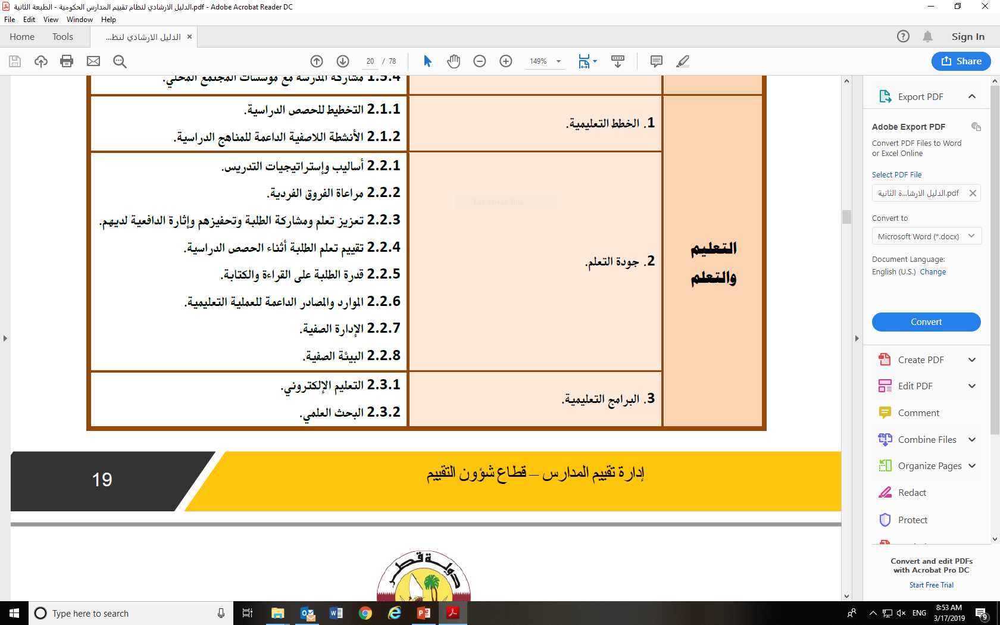 الدليل الارشادي لنظام تقييم المدارس الحكومية - الطبعة الثانية.pdf - Adobe Acrobat Reader DC
File Edit View Window Help
Home Tools الدليل الارشادي لنظ... ×
Sign In
20 / 78
149%
Share
1.5.4 مشاركة المدرسة مع مؤسسات المجتمع المحلي.
التعليم
والتعلم
1. الخطط التعليمية.
2.1.1 التخطيط للحصص الدراسية.
2.1.2 الأنشطة اللاصفية الداعمة للمناهج الدراسية.
2. جودة التعلم.
2.2.1 أساليب وإستراتيجيات التدريس.
2.2.2 مراعاة الفروق الفردية.
2.2.3 تعزيز تعلم ومشاركة الطلبة وتحفيزهم وإثارة الدافعية لديهم.
2.2.4 تقييم تعلم الطلبة أثناء الحصص الدراسية.
2.2.5 قدرة الطلبة على القراءة والكتابة.
2.2.6 الموارد والمصادر الداعمة للعملية التعليمية.
2.2.7 الإدارة الصفية.
2.2.8 البيئة الصفية.
3. البرامج التعليمية.
2.3.1 التعليم الإلكتروني.
2.3.2 البحث العلمي.
إدارة تقييم المدارس – قطاع شؤون التقييم
19
دولة قطر
Export PDF
Adobe Export PDF
Convert PDF Files to Word
or Excel Online
Select PDF File
الدليل الارشا...ة الثانية.pdf
Convert to
Microsoft Word (*.docx)
Document Language:
English (U.S.) Change
Convert
Create PDF
Edit PDF
Comment
Combine Files
Organize Pages
Redact
Protect
Convert and edit PDFs
with Acrobat Pro DC
Start Free Trial
Type here to search
ENG
8:53 AM
3/17/2019
9